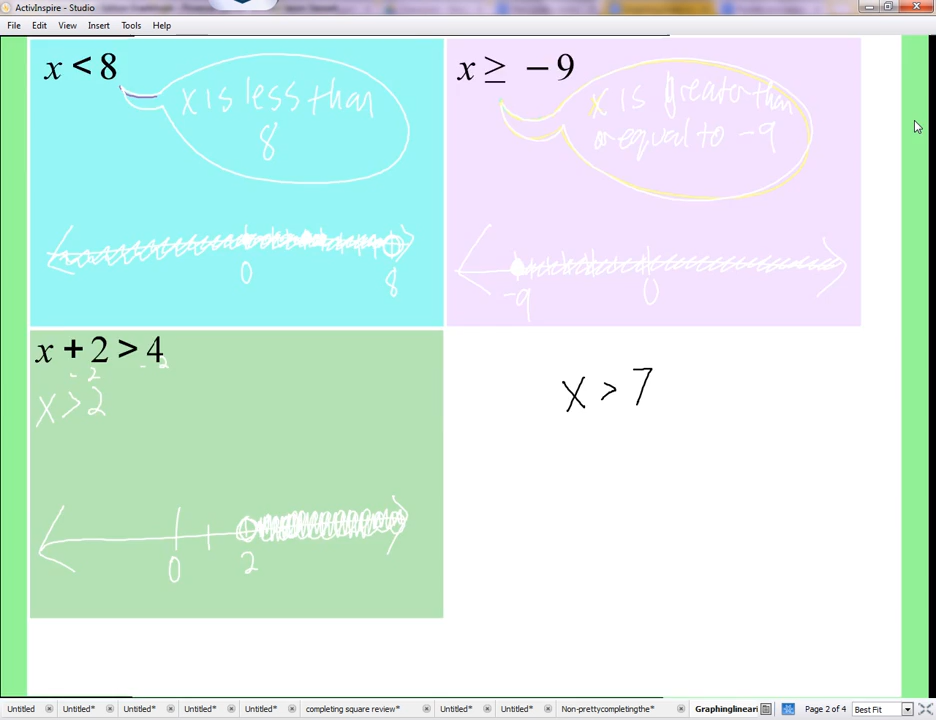 ActivInspire - Studio
File Edit View Insert Tools Help
x < 8
x is less than
8
0
8
x ≥ −9
x is greater than
or equal to -9
-9
0
x + 2 > 4
-2 -2
x > 2
0
2
x > 7
Untitled Untitled* Untitled* Untitled* Untitled* completing square review* Untitled* Untitled* Non-prettycompletingthe* Graphinglineari Page 2 of 4 Best Fit